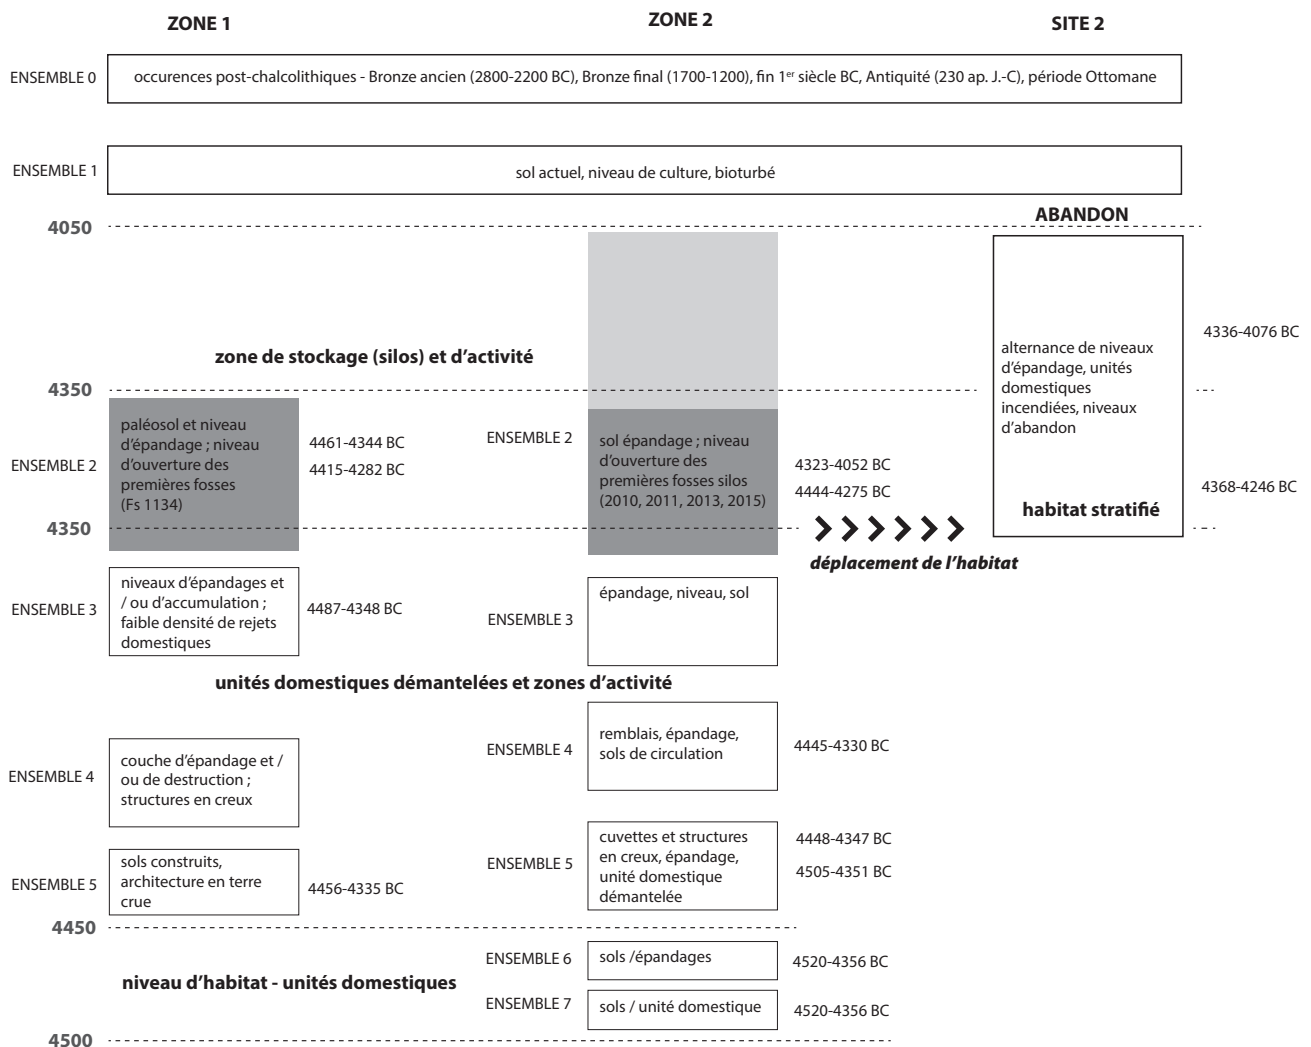 ZONE 1
ZONE 2
SITE 2
ENSEMBLE 0
occurences post-chalcolithiques - Bronze ancien (2800-2200 BC), Bronze final (1700-1200), fin 1er siècle BC, Antiquité (230 ap. J.-C), période Ottomane
ENSEMBLE 1
sol actuel, niveau de culture, bioturbé
ABANDON
4050
zone de stockage (silos) et d'activité
4336-4076 BC
alternance de niveaux
d'épandage, unités
domestiques
incendiées, niveaux
d'abandon
4350
ENSEMBLE 2
paléosol et niveau
d'épandage ; niveau
d'ouverture des
premières fosses
(Fs 1134)
4461-4344 BC
4415-4282 BC
ENSEMBLE 2
sol épandage ; niveau
d'ouverture des
premières fosses silos
(2010, 2011, 2013, 2015)
4323-4052 BC
4444-4275 BC
4368-4246 BC
habitat stratifié
4350
déplacement de l'habitat
ENSEMBLE 3
niveaux d'épandages et
/ ou d'accumulation ;
faible densité de rejets
domestiques
4487-4348 BC
ENSEMBLE 3
épandage, niveau, sol
unités domestiques démantelées et zones d'activité
ENSEMBLE 4
couche d'épandage et /
ou de destruction ;
structures en creux
ENSEMBLE 4
remblais, épandage,
sols de circulation
4445-4330 BC
ENSEMBLE 5
sols construits,
architecture en terre
crue
4456-4335 BC
ENSEMBLE 5
cuvettes et structures
en creux, épandage,
unité domestique
démantelée
4448-4347 BC
4505-4351 BC
4450
niveau d'habitat - unités domestiques
ENSEMBLE 6
sols /épandages
4520-4356 BC
ENSEMBLE 7
sols / unité domestique
4520-4356 BC
4500